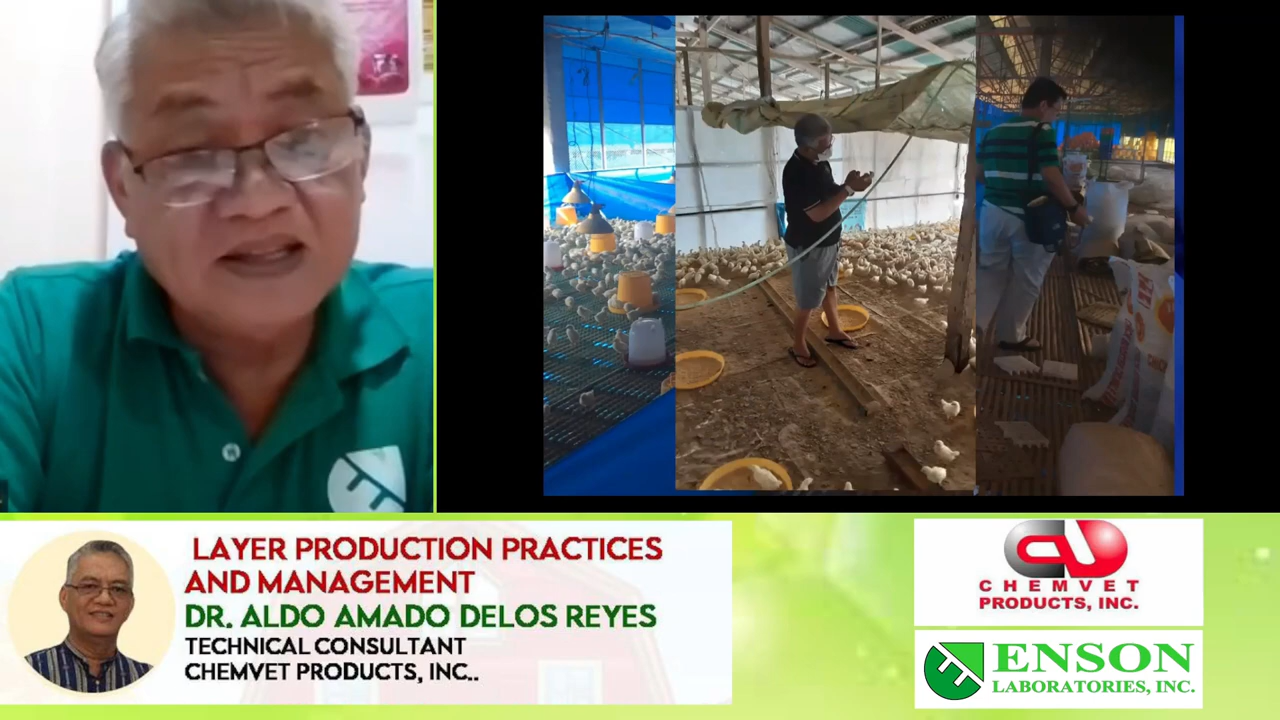 LAYER PRODUCTION PRACTICES
AND MANAGEMENT
DR. ALDO AMADO DELOS REYES
TECHNICAL CONSULTANT
CHEMVET PRODUCTS, INC..
CHEMVET
PRODUCTS, INC.
ENSON
LABORATORIES, INC.